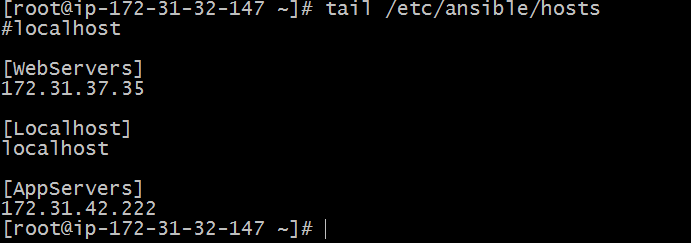 [root@ip-172-31-32-147 ~]# tail /etc/ansible/hosts
#localhost
[WebServers]
172.31.37.35
[Localhost]
localhost
[AppServers]
172.31.42.222
[root@ip-172-31-32-147 ~]#